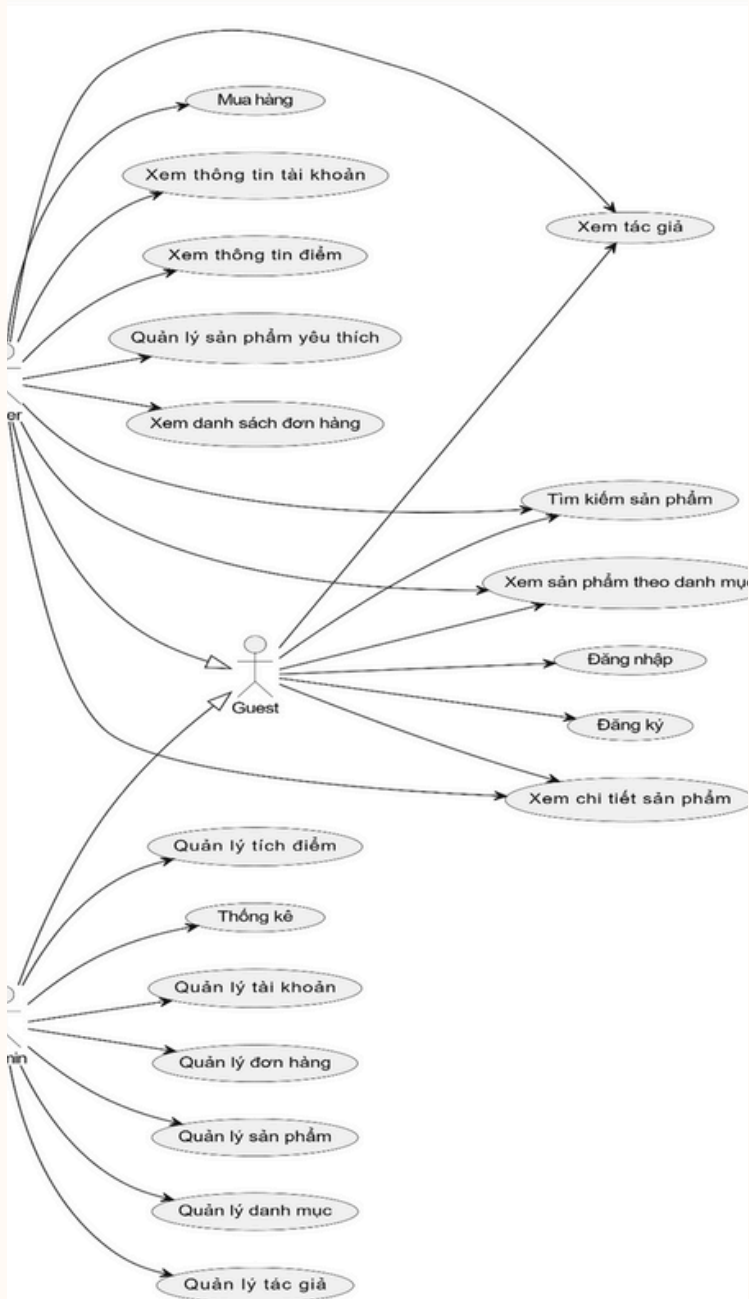 Mua hàng
Xem thông tin tài khoản
Xem tác giả
Xem thông tin điểm
Quản lý sản phẩm yêu thích
er
Xem danh sách đơn hàng
Tìm kiếm sản phẩm
Xem sản phẩm theo danh mục
Đăng nhập
Guest
Đăng ký
Xem chi tiết sản phẩm
Quản lý tích điểm
Thống kê
Quản lý tài khoản
min
Quản lý đơn hàng
Quản lý sản phẩm
Quản lý danh mục
Quản lý tác giả